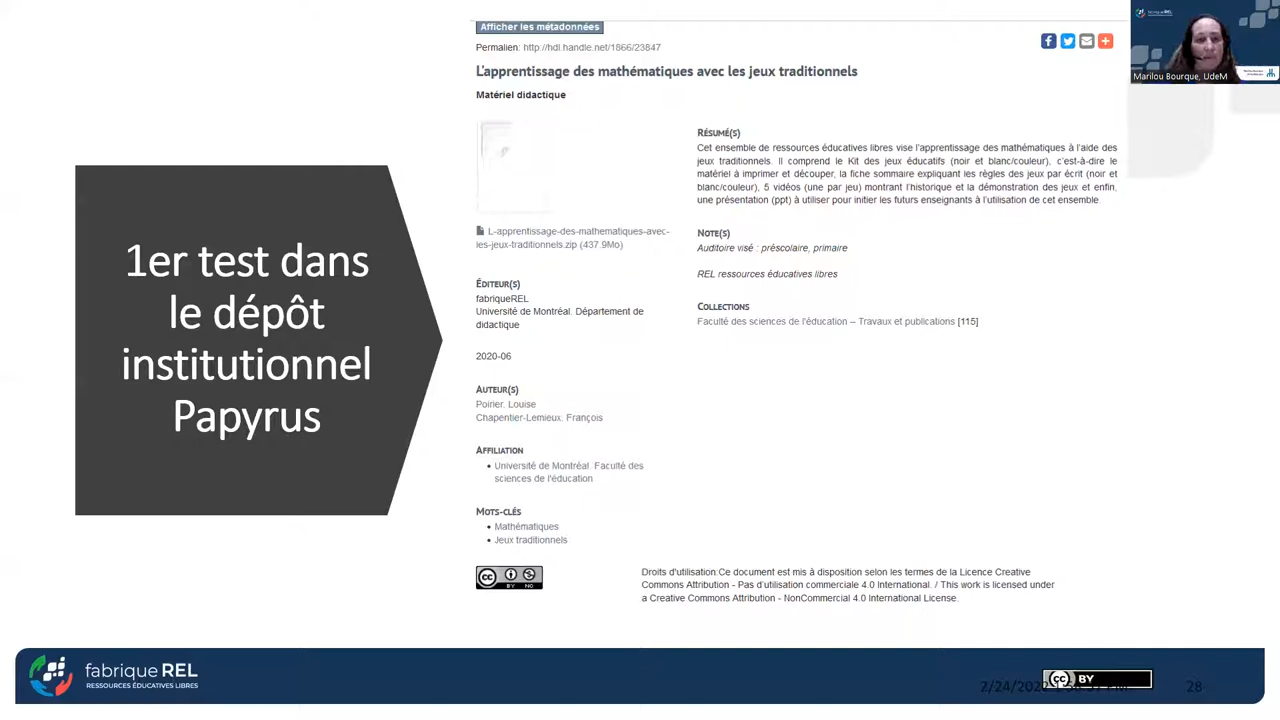 1er test dans
le dépôt
institutionnel
Papyrus
Afficher les métadonnées
Permalien: http://hdl.handle.net/1866/23847
L'apprentissage des mathématiques avec les jeux traditionnels
Matériel didactique
L-apprentissage-des-mathematiques-avec-
les-jeux-traditionnels.zip (437.9Mo)
Éditeur(s)
fabriqueREL
Université de Montréal. Département de
didactique
2020-06
Auteur(s)
Poirier, Louise
Chapentier-Lemieux, François
Affiliation
• Université de Montréal. Faculté des
sciences de l'éducation
Mots-clés
• Mathématiques
• Jeux traditionnels
Résumé(s)
Cet ensemble de ressources éducatives libres vise l'apprentissage des mathématiques à l'aide des
jeux traditionnels. Il comprend le Kit des jeux éducatifs (noir et blanc/couleur), c'est-à-dire le
matériel à imprimer et découper, la fiche sommaire expliquant les règles des jeux par écrit (noir et
blanc/couleur), 5 vidéos (une par jeu) montrant l'historique et la démonstration des jeux et enfin,
une présentation (ppt) à utiliser pour initier les futurs enseignants à l'utilisation de cet ensemble.
Note(s)
Auditoire visé : préscolaire, primaire
REL ressources éducatives libres
Collections
Faculté des sciences de l'éducation – Travaux et publications [115]
cc BY NC
Droits d'utilisation:Ce document est mis à disposition selon les termes de la Licence Creative
Commons Attribution - Pas d'utilisation commerciale 4.0 International. / This work is licensed under
a Creative Commons Attribution - NonCommercial 4.0 International License.
Marilou Bourque, UdeM
fabrique REL
RESSOURCES ÉDUCATIVES LIBRES
cc BY
28